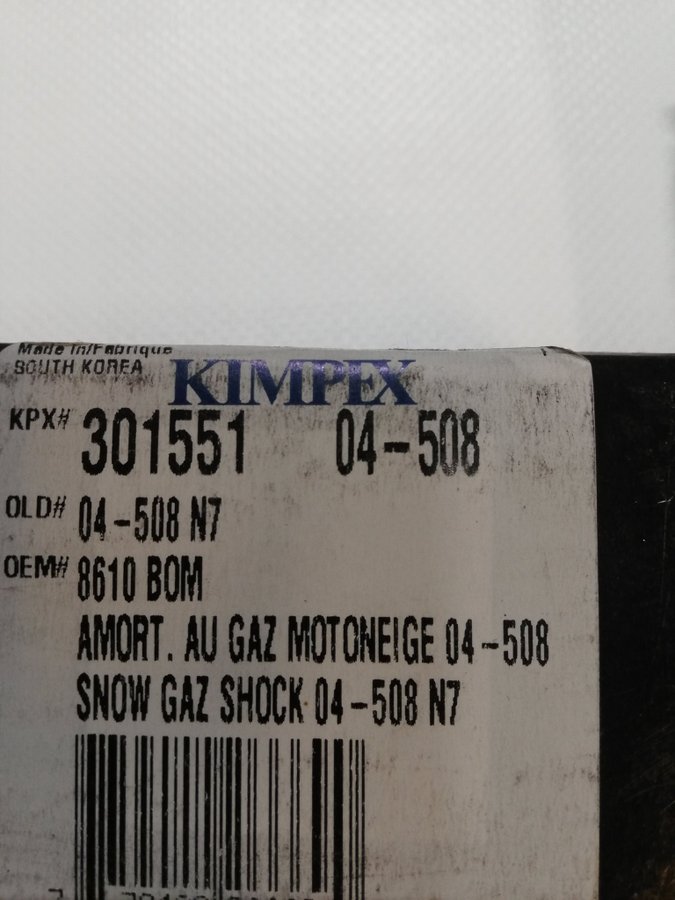 Made In/Fabrique
SOUTH KOREA
KIMPEX
KPX# 301551 04-508
OLD# 04-508 N7
OEM# 8610 BOM
AMORT. AU GAZ MOTONEIGE 04-508
SNOW GAZ SHOCK 04-508 N7